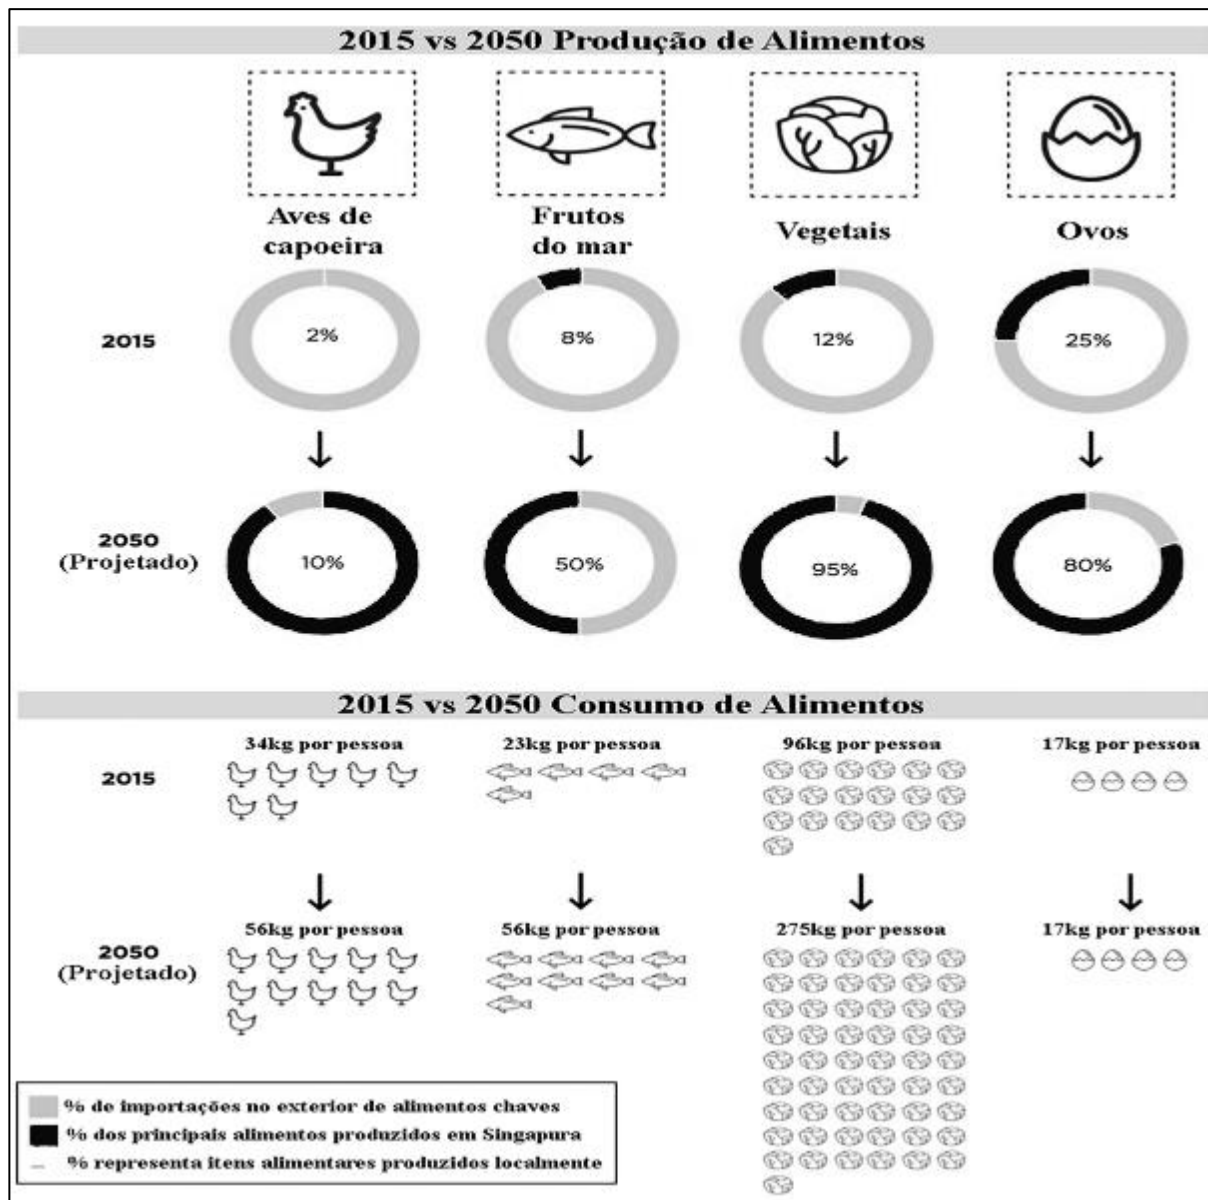 2015 vs 2050 Produção de Alimentos
Aves de
capoeira
Frutos
do mar
Vegetais
Ovos
2015
2%
8%
12%
25%
2050
(Projetado)
10%
50%
95%
80%
2015 vs 2050 Consumo de Alimentos
2015
34kg por pessoa
23kg por pessoa
96kg por pessoa
17kg por pessoa
2050
(Projetado)
56kg por pessoa
56kg por pessoa
275kg por pessoa
17kg por pessoa
% de importações no exterior de alimentos chaves
% dos principais alimentos produzidos em Singapura
% representa itens alimentares produzidos localmente